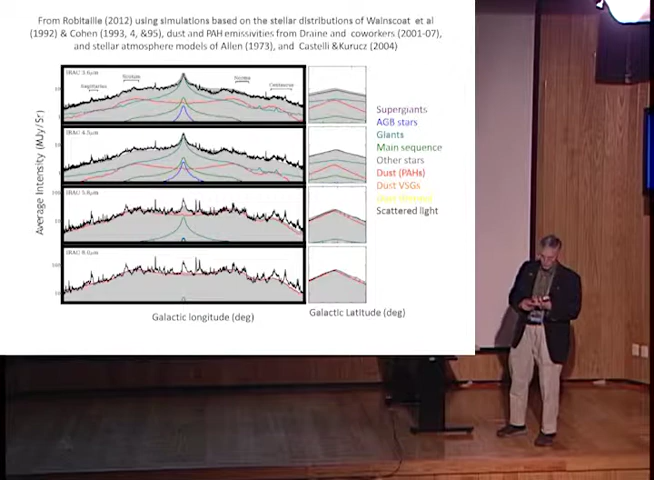 From Robitaille (2012) using simulations based on the stellar distributions of Wainscoat et al
(1992) & Cohen (1993, 4, &95), dust and PAH emissivities from Draine and coworkers (2001-07),
and stellar atmosphere models of Allen (1973), and Castelli &Kurucz (2004)
IRAC 3.6μm
Sagittarius
Scutum
Norma
Centaurus
IRAC 4.5μm
IRAC 5.8μm
IRAC 8.0μm
Average Intensity (MJy/Sr)
Supergiants
AGB stars
Giants
Main sequence
Other stars
Dust (PAHs)
Dust VSGs
Scattered light
Galactic longitude (deg)
Galactic Latitude (deg)